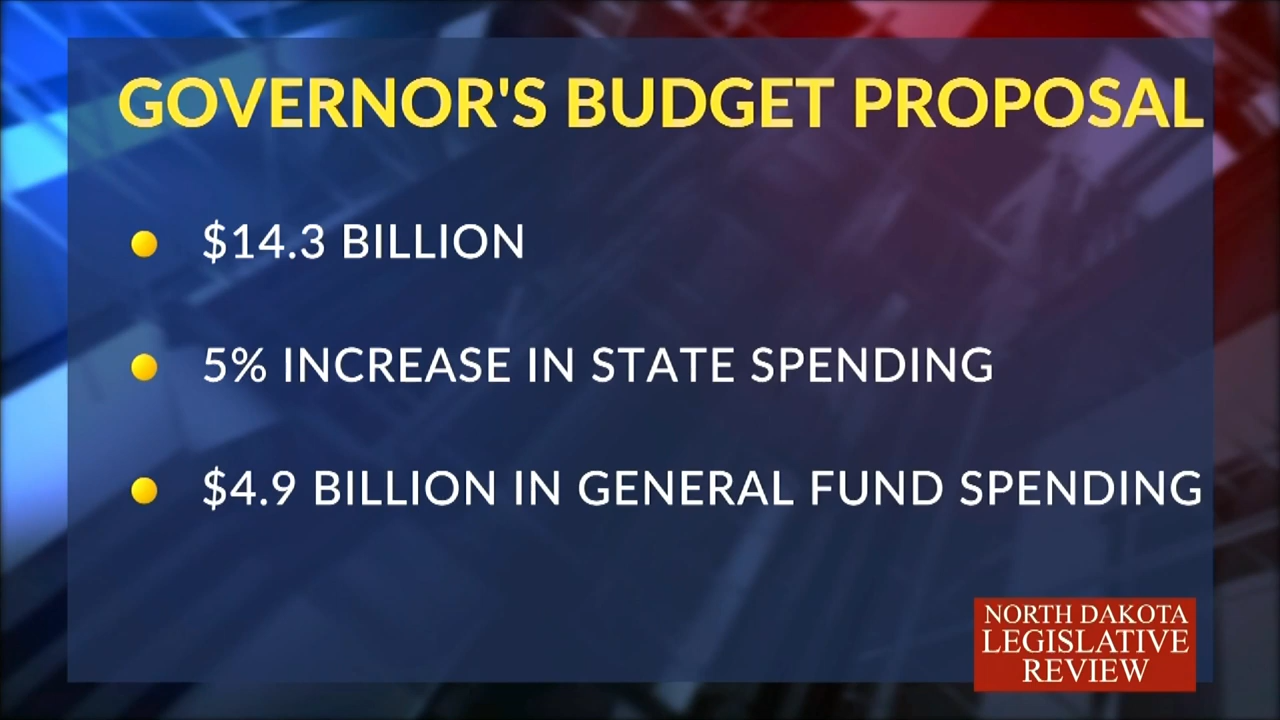 GOVERNOR'S BUDGET PROPOSAL
$14.3 BILLION
5% INCREASE IN STATE SPENDING
$4.9 BILLION IN GENERAL FUND SPENDING
NORTH DAKOTA
LEGISLATIVE
REVIEW